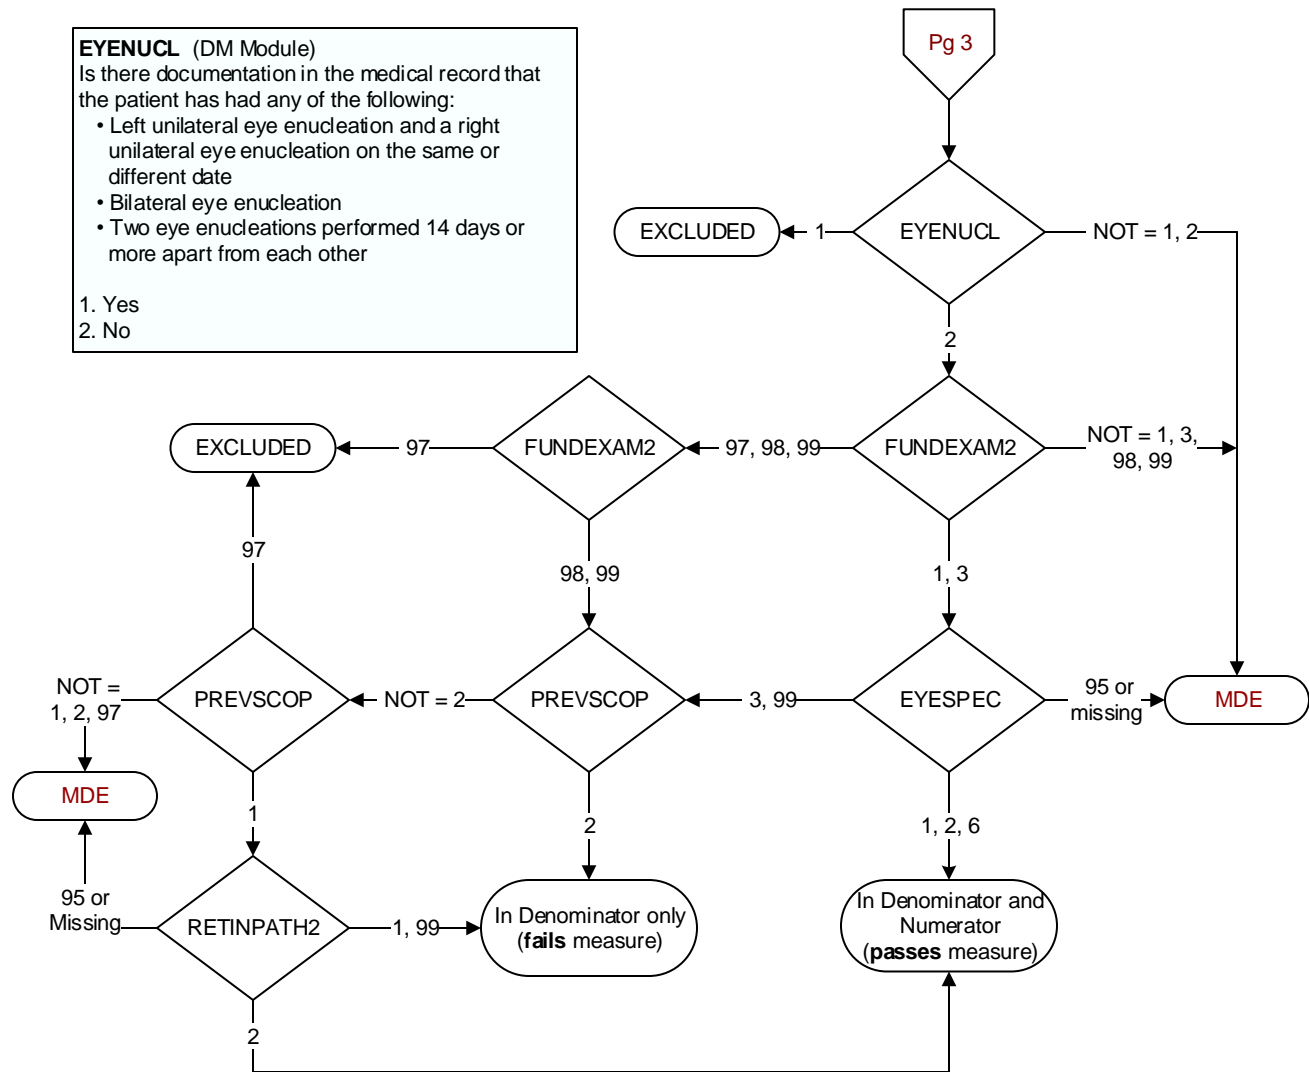 EYENUCL (DM Module)
Is there documentation in the medical record that
the patient has had any of the following:
• Left unilateral eye enucleation and a right
unilateral eye enucleation on the same or
different date
• Bilateral eye enucleation
• Two eye enucleations performed 14 days or
more apart from each other
1. Yes
2. No
Pg 3
EXCLUDED
1
EYENUCL
NOT = 1, 2
2
EXCLUDED
97
FUNDEXAM2
97, 98, 99
FUNDEXAM2
NOT = 1, 3,
98, 99
97
98, 99
1, 3
NOT =
1, 2, 97
PREVSCOP
NOT = 2
PREVSCOP
3, 99
EYESPEC
95 or
missing
MDE
MDE
1
2
1, 2, 6
95 or
Missing
RETINPATH2
1, 99
In Denominator only
(fails measure)
In Denominator and
Numerator
(passes measure)
2